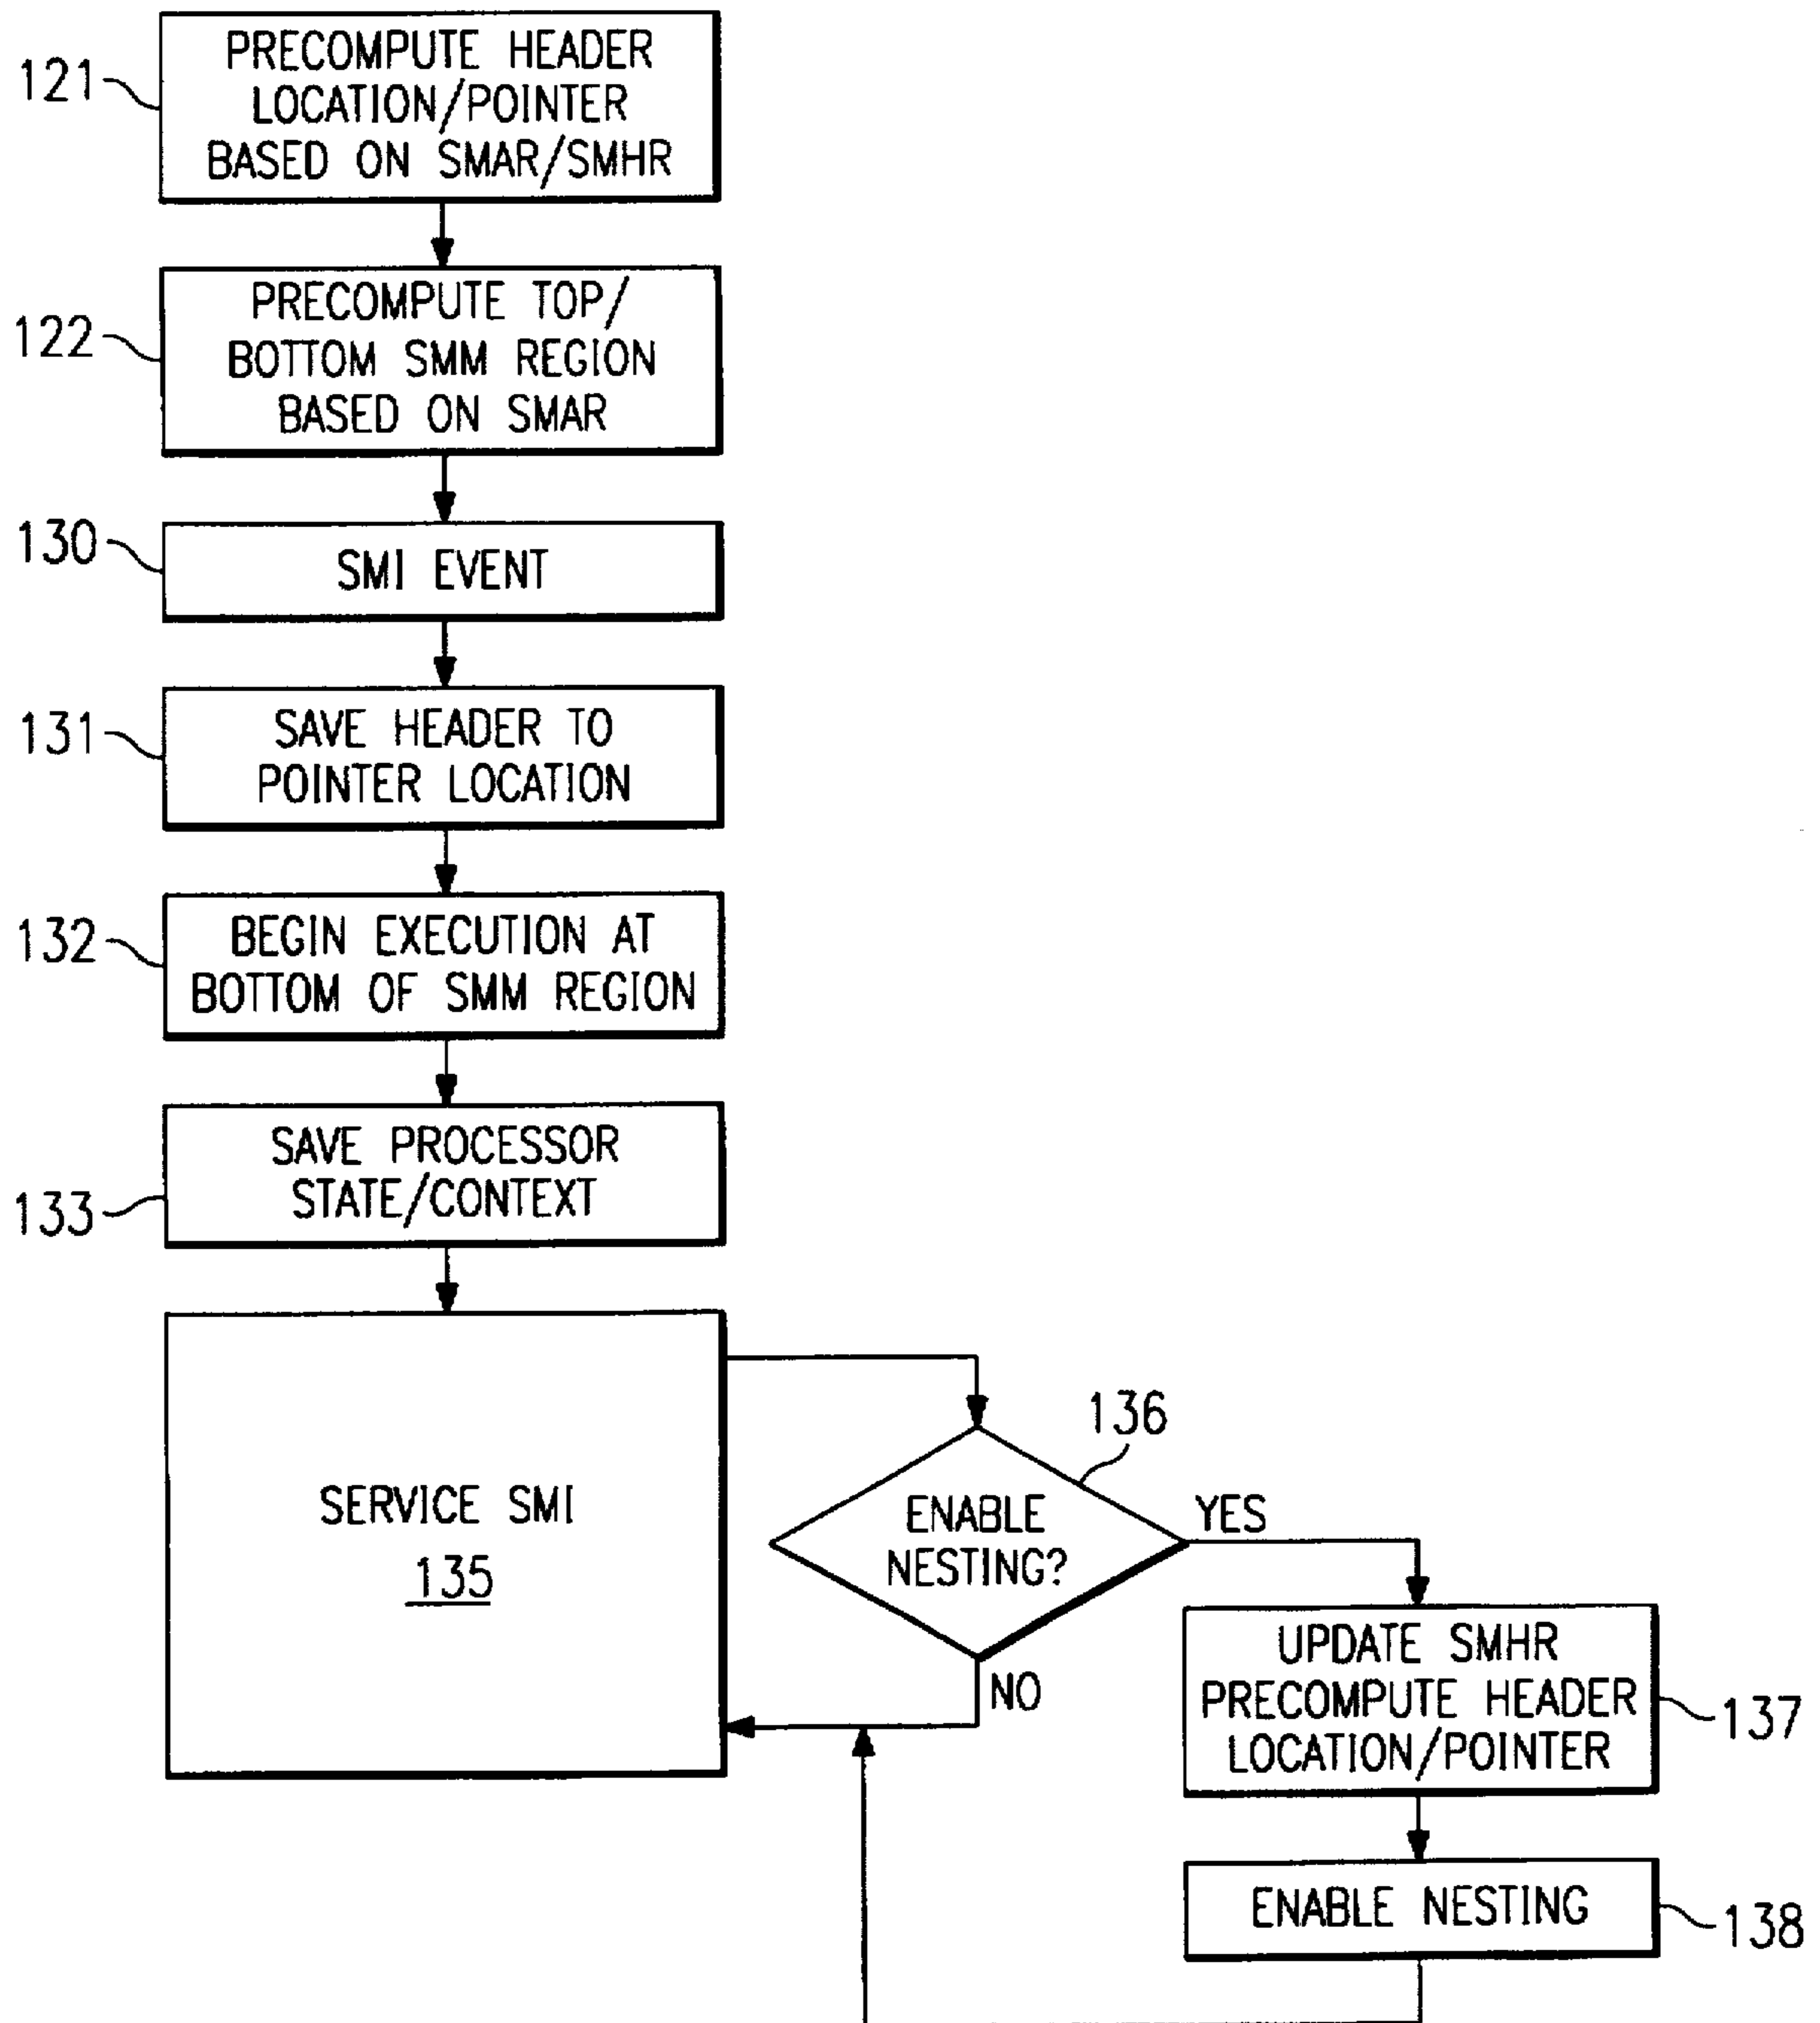 121
PRECOMPUTE HEADER
LOCATION/POINTER
BASED ON SMAR/SMHR
122
PRECOMPUTE TOP/
BOTTOM SMM REGION
BASED ON SMAR
130
SMI EVENT
131
SAVE HEADER TO
POINTER LOCATION
132
BEGIN EXECUTION AT
BOTTOM OF SMM REGION
133
SAVE PROCESSOR
STATE/CONTEXT
SERVICE SMI
135
136
ENABLE
NESTING?
YES
NO
UPDATE SMHR
PRECOMPUTE HEADER
LOCATION/POINTER
137
ENABLE NESTING
138